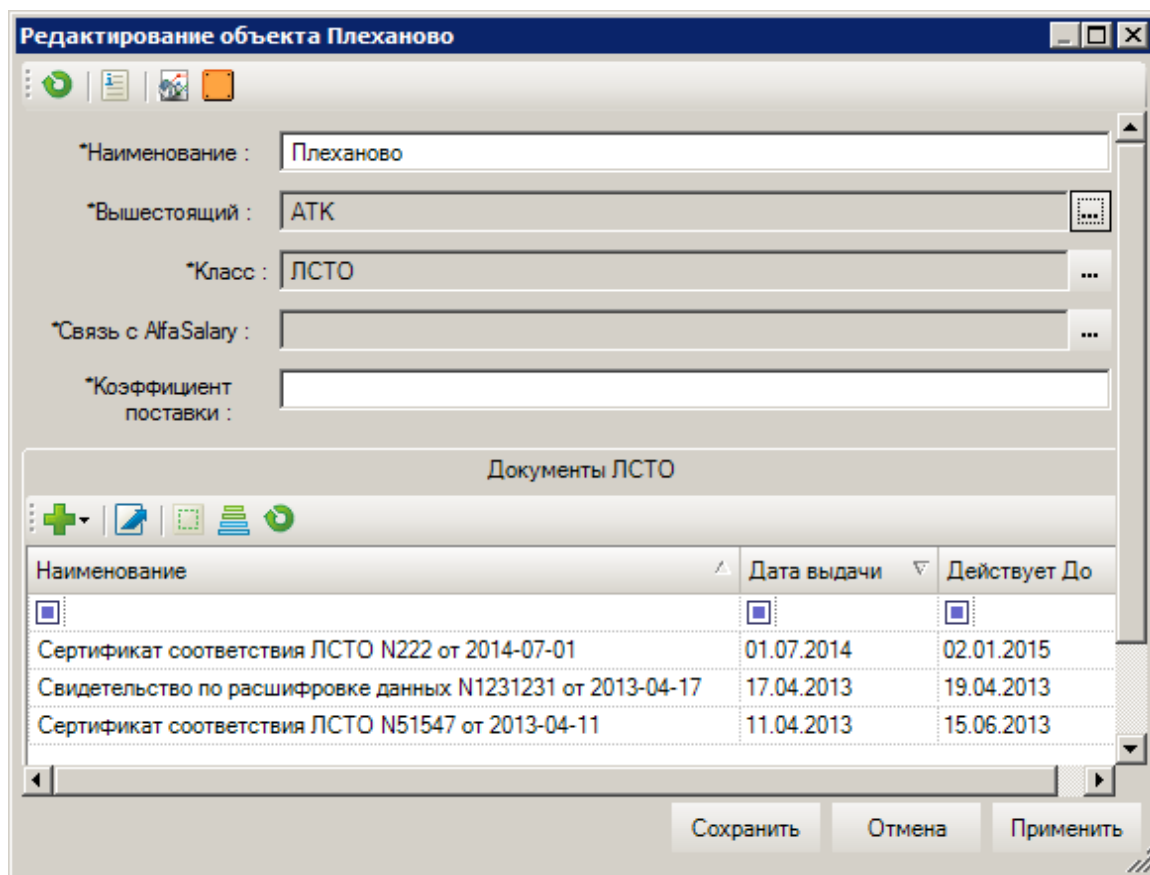 Редактирование объекта Плеханово
*Наименование : Плеханово
*Вышестоящий : АТК ...
*Класс : ЛСТО ...
*Связь с AlfaSalary : ...
*Коэффициент
поставки :
Документы ЛСТО
Наименование Дата выдачи Действует До
Сертификат соответствия ЛСТО N222 от 2014-07-01 01.07.2014 02.01.2015
Свидетельство по расшифровке данных N1231231 от 2013-04-17 17.04.2013 19.04.2013
Сертификат соответствия ЛСТО N51547 от 2013-04-11 11.04.2013 15.06.2013
Сохранить Отмена Применить